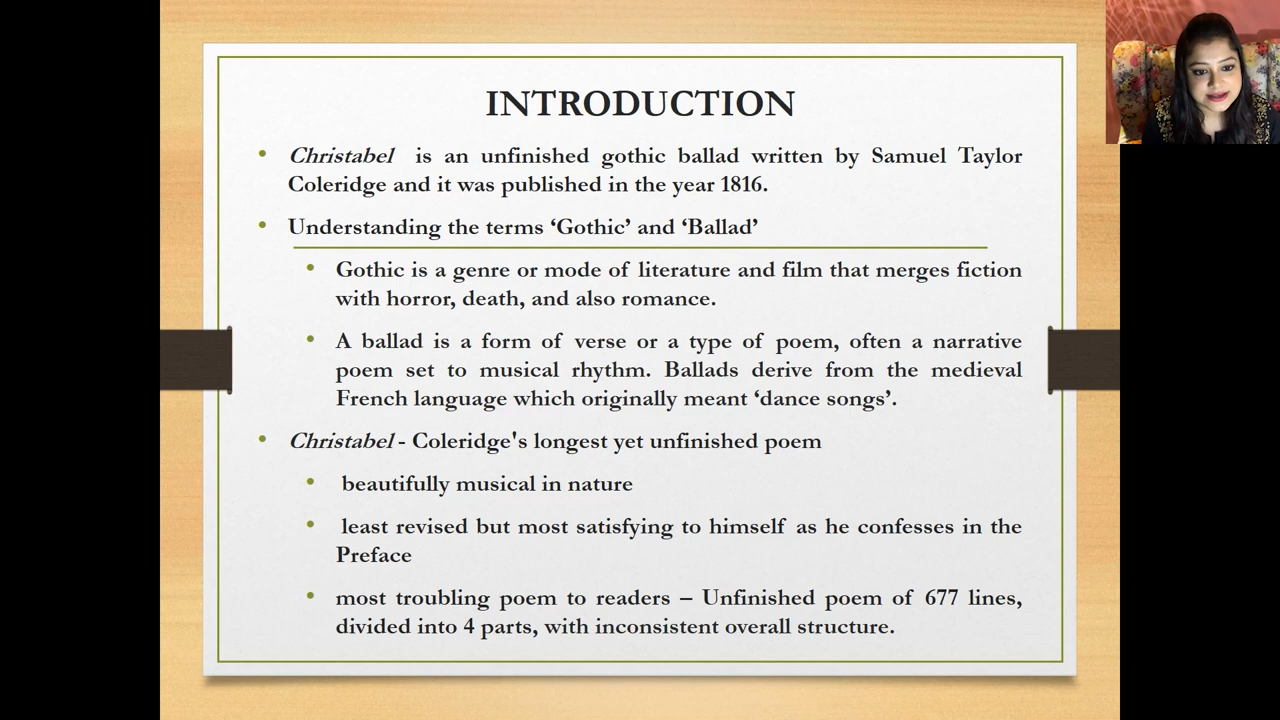 INTRODUCTION
Christabel is an unfinished gothic ballad written by Samuel Taylor
Coleridge and it was published in the year 1816.
Understanding the terms ‘Gothic’ and ‘Ballad’
Gothic is a genre or mode of literature and film that merges fiction
with horror, death, and also romance.
A ballad is a form of verse or a type of poem, often a narrative
poem set to musical rhythm. Ballads derive from the medieval
French language which originally meant ‘dance songs’.
Christabel - Coleridge's longest yet unfinished poem
beautifully musical in nature
least revised but most satisfying to himself as he confesses in the
Preface
most troubling poem to readers – Unfinished poem of 677 lines,
divided into 4 parts, with inconsistent overall structure.